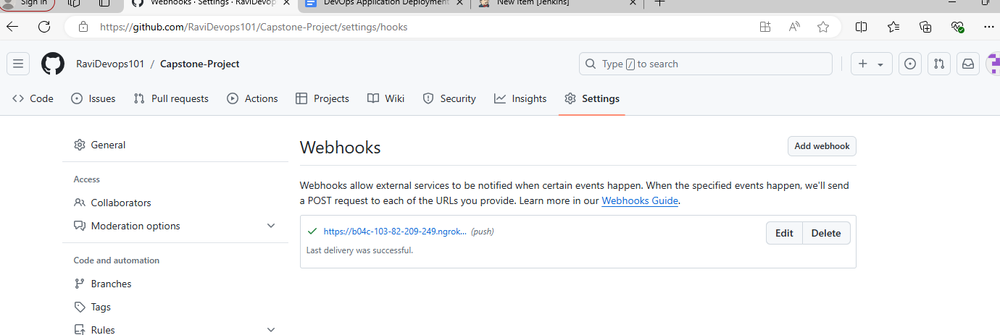 Sign in
Webhooks · Settings · RaviDevop
DevOps Application Deployment
New Item [Jenkins]
https://github.com/RaviDevops101/Capstone-Project/settings/hooks
RaviDevops101 / Capstone-Project
Type / to search
Code
Issues
Pull requests
Actions
Projects
Wiki
Security
Insights
Settings
General
Access
Collaborators
Moderation options
Code and automation
Branches
Tags
Rules
Webhooks
Add webhook
Webhooks allow external services to be notified when certain events happen. When the specified events happen, we'll send
a POST request to each of the URLs you provide. Learn more in our Webhooks Guide.
https://b04c-103-82-209-249.ngrok... (push)
Edit
Delete
Last delivery was successful.